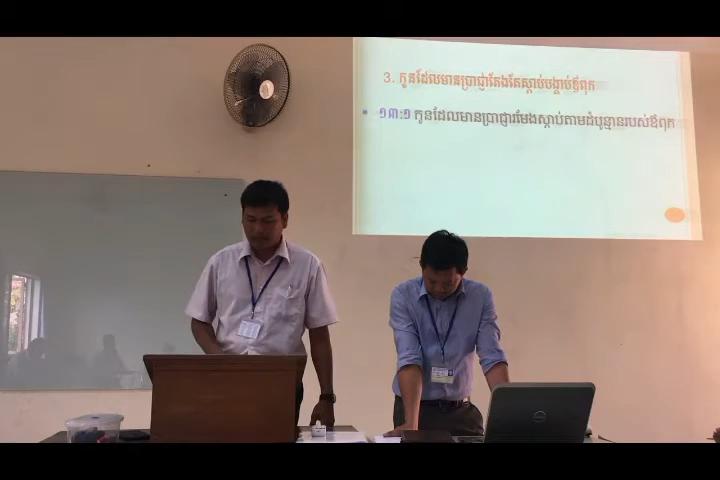 3. កូនដែលមានប្រាជ្ញាតែងតែស្ដាប់បង្គាប់ឪពុក
១៣:១ កូនដែលមានប្រាជ្ញារមែងស្ដាប់តាមដំបូន្មានរបស់ឪពុក